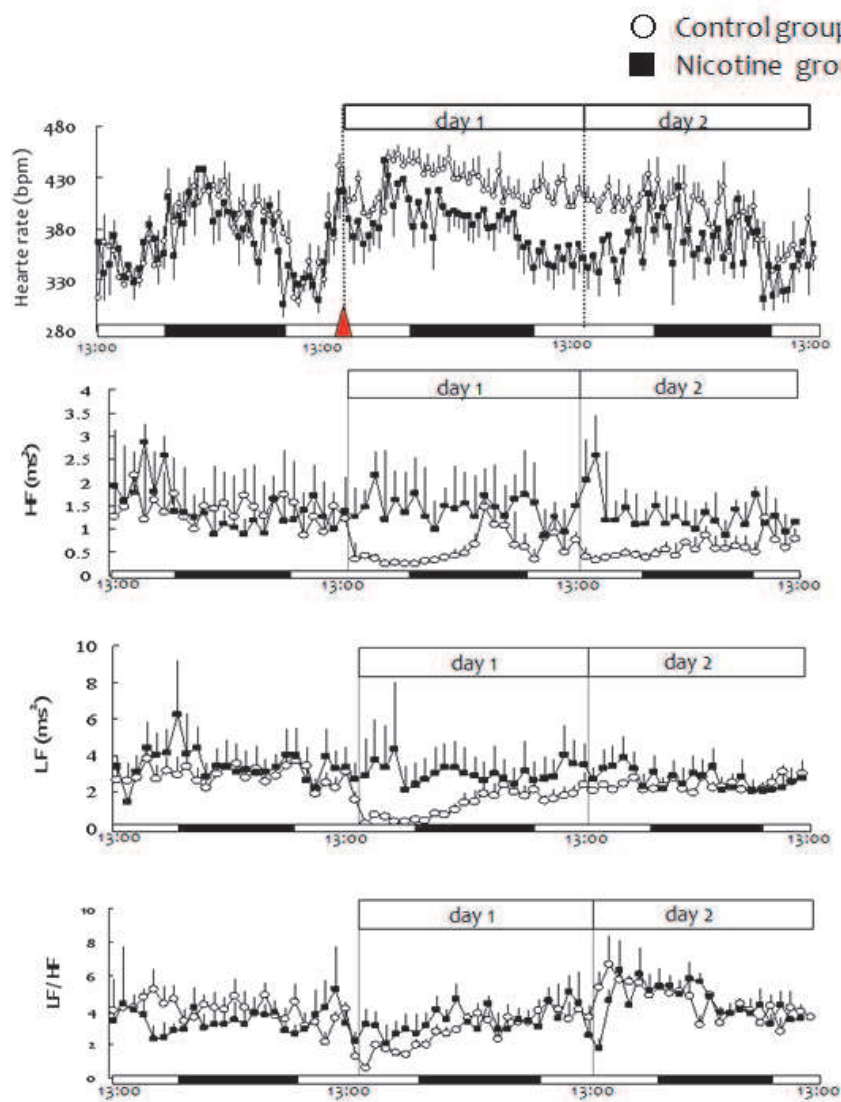 Control group
Nicotine gro
day 1 day 2
Hearte rate (bpm)
480
430
380
330
280
13:00 13:00 13:00 13:00
day 1 day 2
HF (ms²)
4
3.5
3
2.5
2
1.5
1
0.5
0
13:00 13:00 13:00 13:00
day 1 day 2
LF (ms²)
10
8
6
4
2
0
13:00 13:00 13:00 13:00
day 1 day 2
LF/HF
10
8
6
4
2
0
13:00 13:00 13:00 13:00